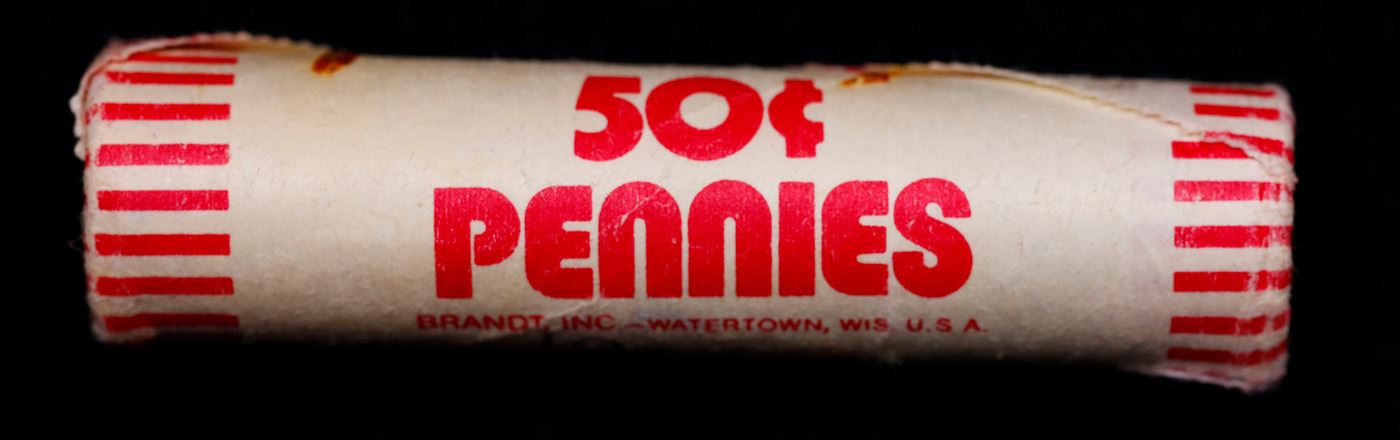 50¢
PENNIES
BRANDT, INC.-WATERTOWN, WIS. U.S.A.